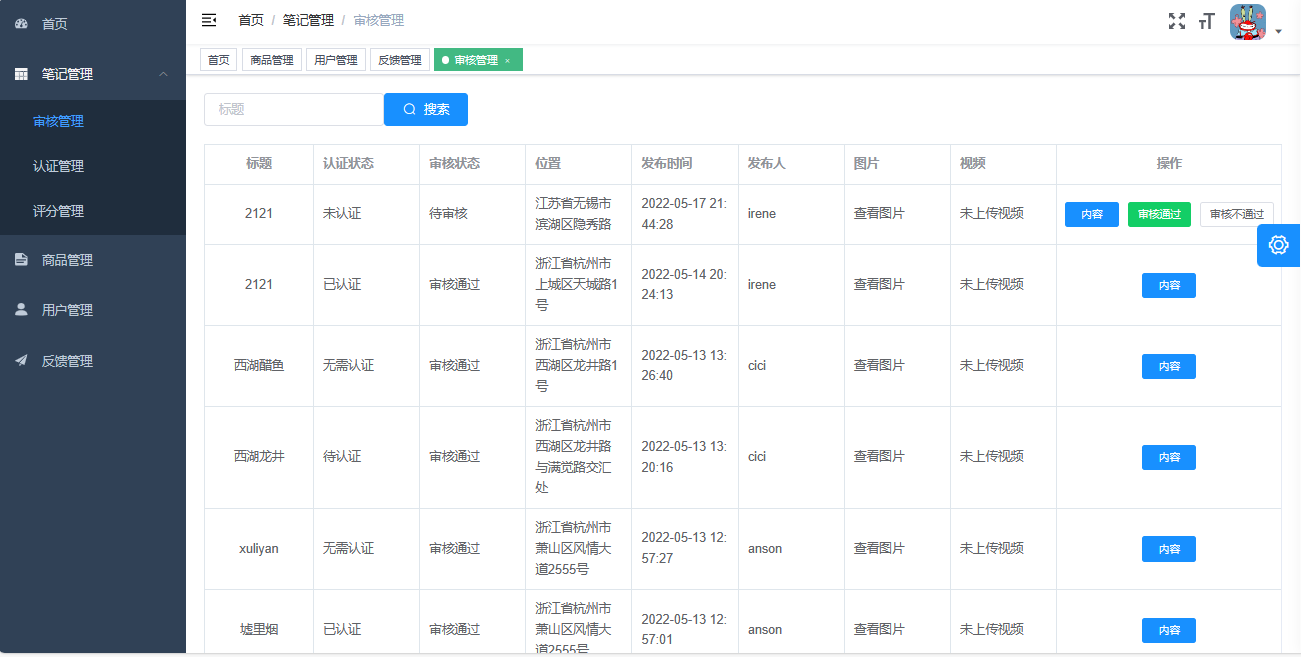 首页
笔记管理
审核管理
认证管理
评分管理
商品管理
用户管理
反馈管理
首页 / 笔记管理 / 审核管理
首页 商品管理 用户管理 反馈管理 审核管理 ×
标题 搜索
标题 认证状态 审核状态 位置 发布时间 发布人 图片 视频 操作
2121 未认证 待审核 江苏省无锡市
滨湖区隐秀路 2022-05-17 21:
44:28 irene 查看图片 未上传视频 内容 审核通过 审核不通过
2121 已认证 审核通过 浙江省杭州市
上城区天城路1
号 2022-05-14 20:
24:13 irene 查看图片 未上传视频 内容
西湖醋鱼 无需认证 审核通过 浙江省杭州市
西湖区龙井路1
号 2022-05-13 13:
26:40 cici 查看图片 未上传视频 内容
西湖龙井 待认证 审核通过 浙江省杭州市
西湖区龙井路
与满觉路交汇
处 2022-05-13 13:
20:16 cici 查看图片 未上传视频 内容
xuliyan 无需认证 审核通过 浙江省杭州市
萧山区风情大
道2555号 2022-05-13 12:
57:27 anson 查看图片 未上传视频 内容
墟里烟 已认证 审核通过 浙江省杭州市
萧山区风情大
道2555号 2022-05-13 12:
57:01 anson 查看图片 未上传视频 内容